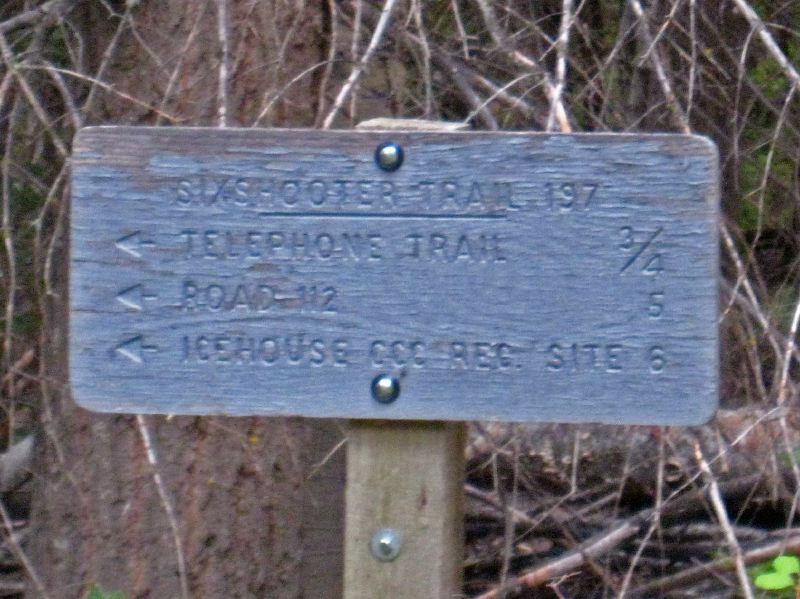 SIXSHOOTER TRAIL 197
TELEPHONE TRAIL 3/4
ROAD 112 5
ICEHOUSE CCC REC. SITE 6